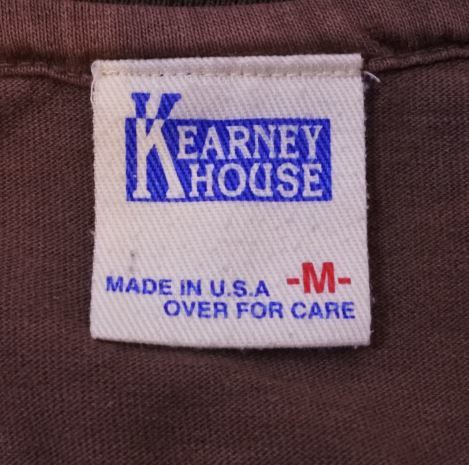 KEARNEY
HOUSE
MADE IN U.S.A -M-
OVER FOR CARE